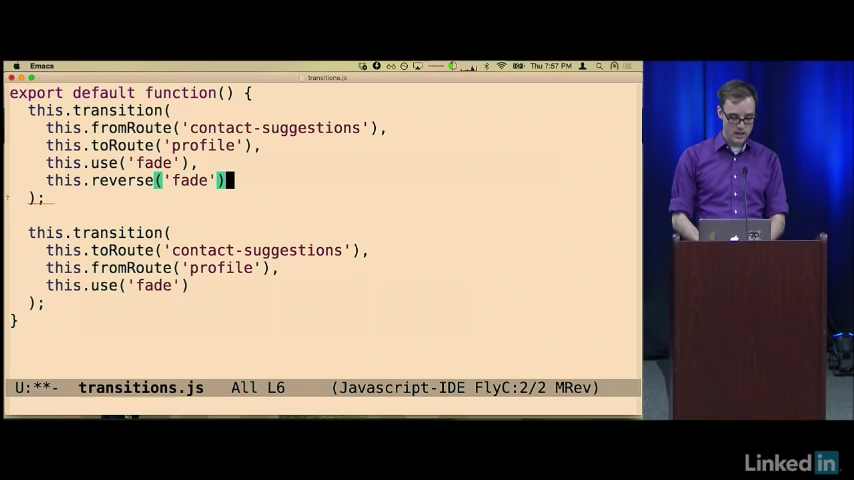 Emacs
Thu 7:57 PM
transitions.js
export default function() {
this.transition(
this.fromRoute('contact-suggestions'),
this.toRoute('profile'),
this.use('fade'),
this.reverse('fade')
);
this.transition(
this.toRoute('contact-suggestions'),
this.fromRoute('profile'),
this.use('fade')
);
}
U:**- transitions.js All L6 (Javascript-IDE FlyC:2/2 MRev)
Linked in